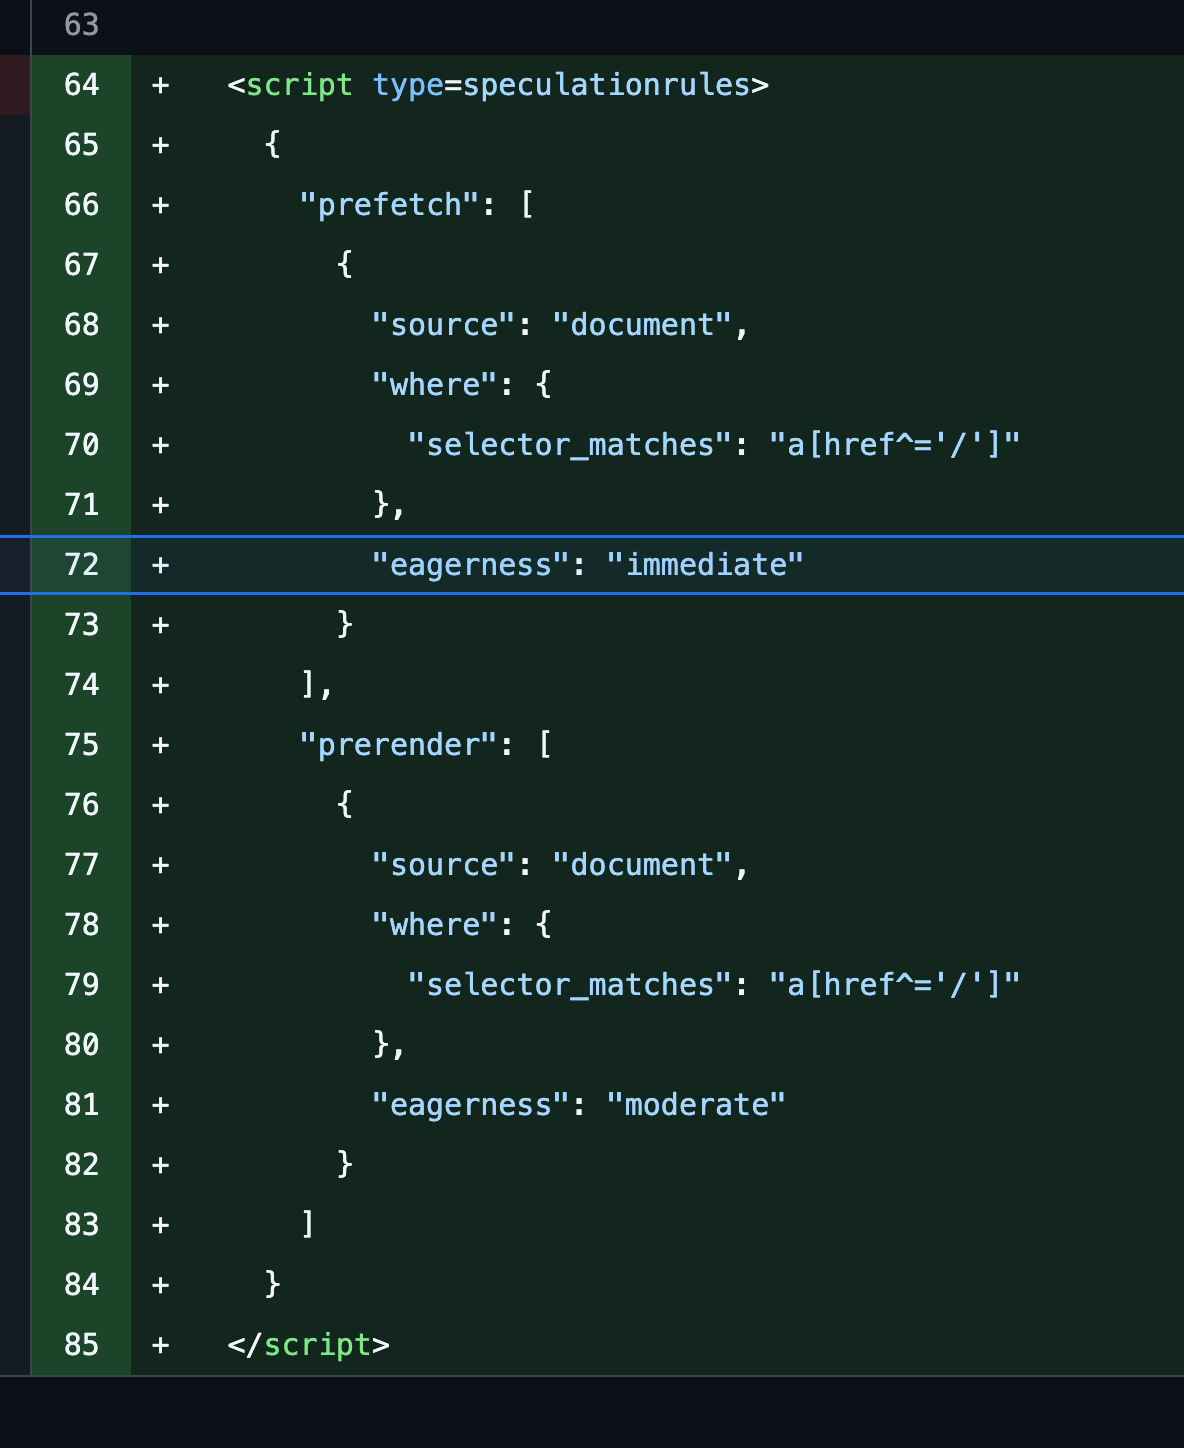 63
64 + <script type=speculationrules>
65 + {
66 + "prefetch": [
67 + {
68 + "source": "document",
69 + "where": {
70 + "selector_matches": "a[href^='/']"
71 + },
72 + "eagerness": "immediate"
73 + }
74 + ],
75 + "prerender": [
76 + {
77 + "source": "document",
78 + "where": {
79 + "selector_matches": "a[href^='/']"
80 + },
81 + "eagerness": "moderate"
82 + }
83 + ]
84 + }
85 + </script>